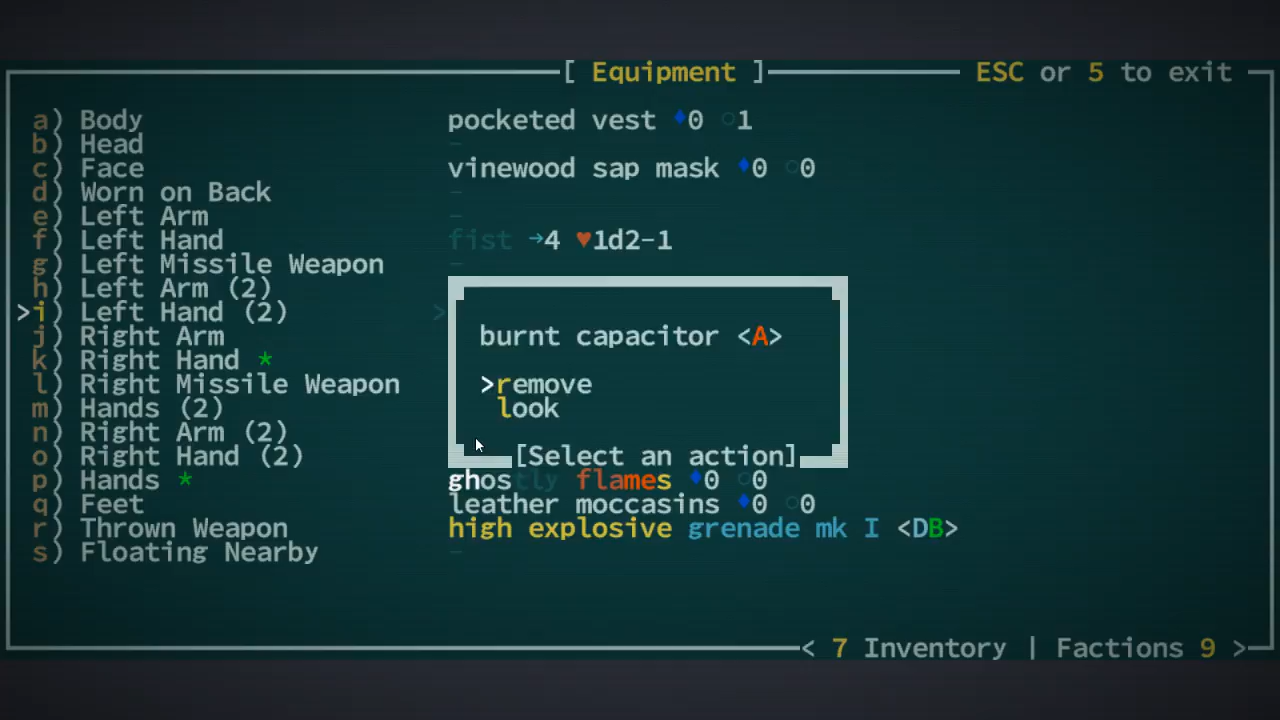 [ Equipment ] ESC or 5 to exit
a) Body pocketed vest ♦0 ○1
b) Head -
c) Face vinewood sap mask ♦0 ○0
d) Worn on Back -
e) Left Arm -
f) Left Hand fist →4 ♥1d2-1
g) Left Missile Weapon -
h) Left Arm (2)
>i) Left Hand (2) >
j) Right Arm
k) Right Hand *
l) Right Missile Weapon
m) Hands (2)
n) Right Arm (2)
o) Right Hand (2)
p) Hands * ghostly flames ♦0 ○0
q) Feet leather moccasins ♦0 ○0
r) Thrown Weapon high explosive grenade mk I <DB>
s) Floating Nearby -
burnt capacitor <A>
>remove
look
[Select an action]
< 7 Inventory | Factions 9 >